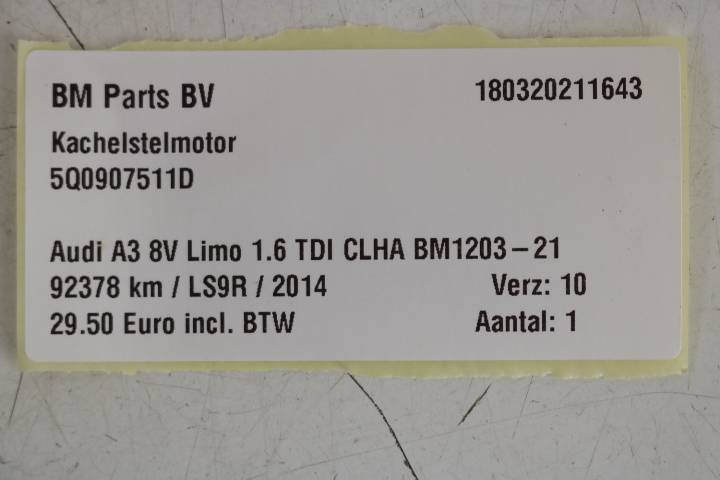 BM Parts BV 180320211643
Kachelstelmotor
5Q0907511D
Audi A3 8V Limo 1.6 TDI CLHA BM1203-21
92378 km / LS9R / 2014 Verz: 10
29.50 Euro incl. BTW Aantal: 1